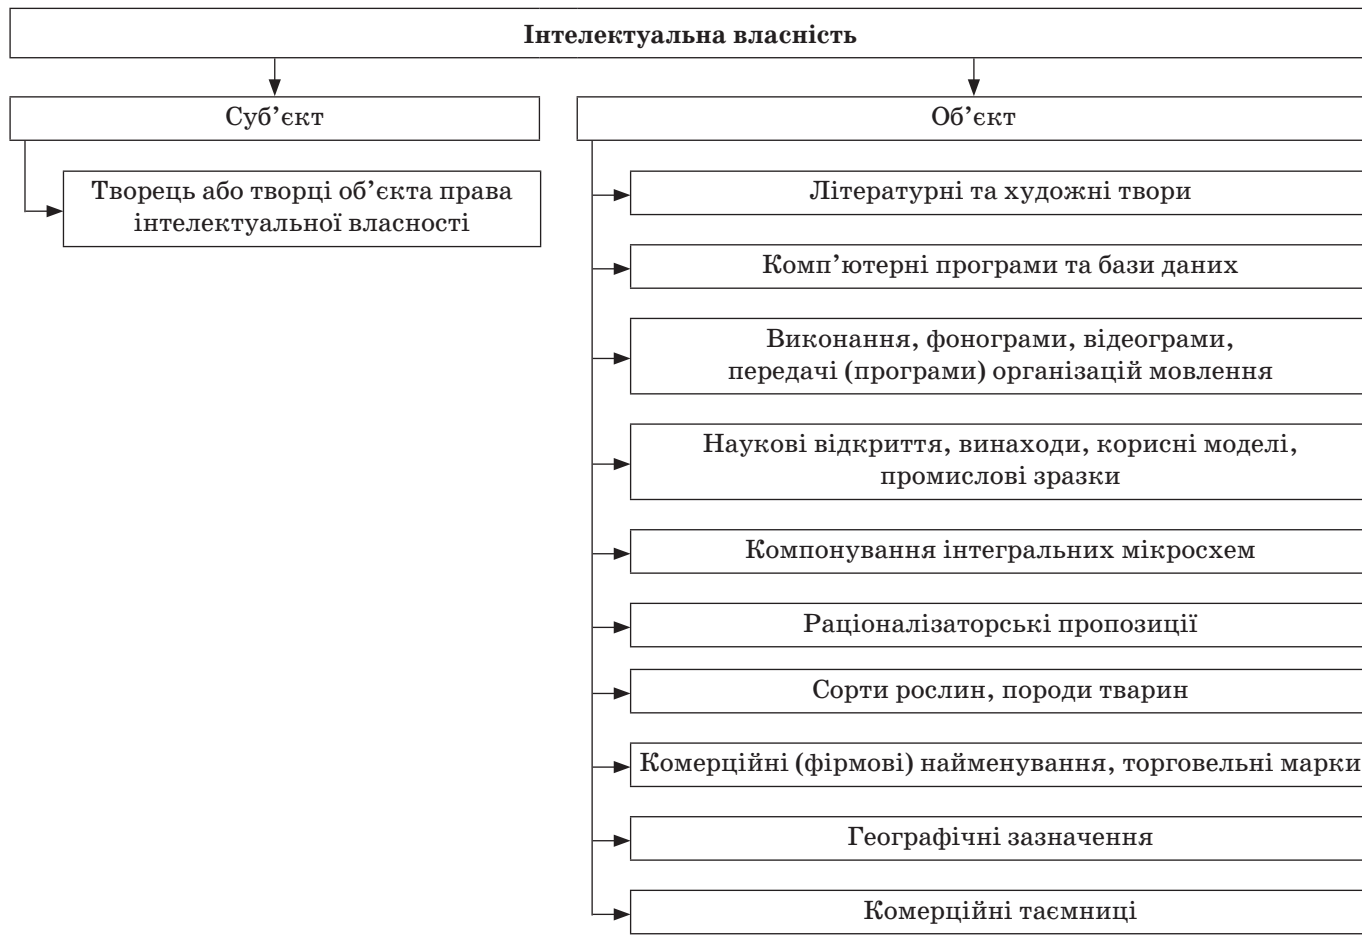 Інтелектуальна власність
Суб’єкт
Творець або творці об’єкта права
інтелектуальної власності
Об’єкт
Літературні та художні твори
Комп’ютерні програми та бази даних
Виконання, фонограми, відеограми,
передачі (програми) організацій мовлення
Наукові відкриття, винаходи, корисні моделі,
промислові зразки
Компонування інтегральних мікросхем
Раціоналізаторські пропозиції
Сорти рослин, породи тварин
Комерційні (фірмові) найменування, торговельні марки
Географічні зазначення
Комерційні таємниці